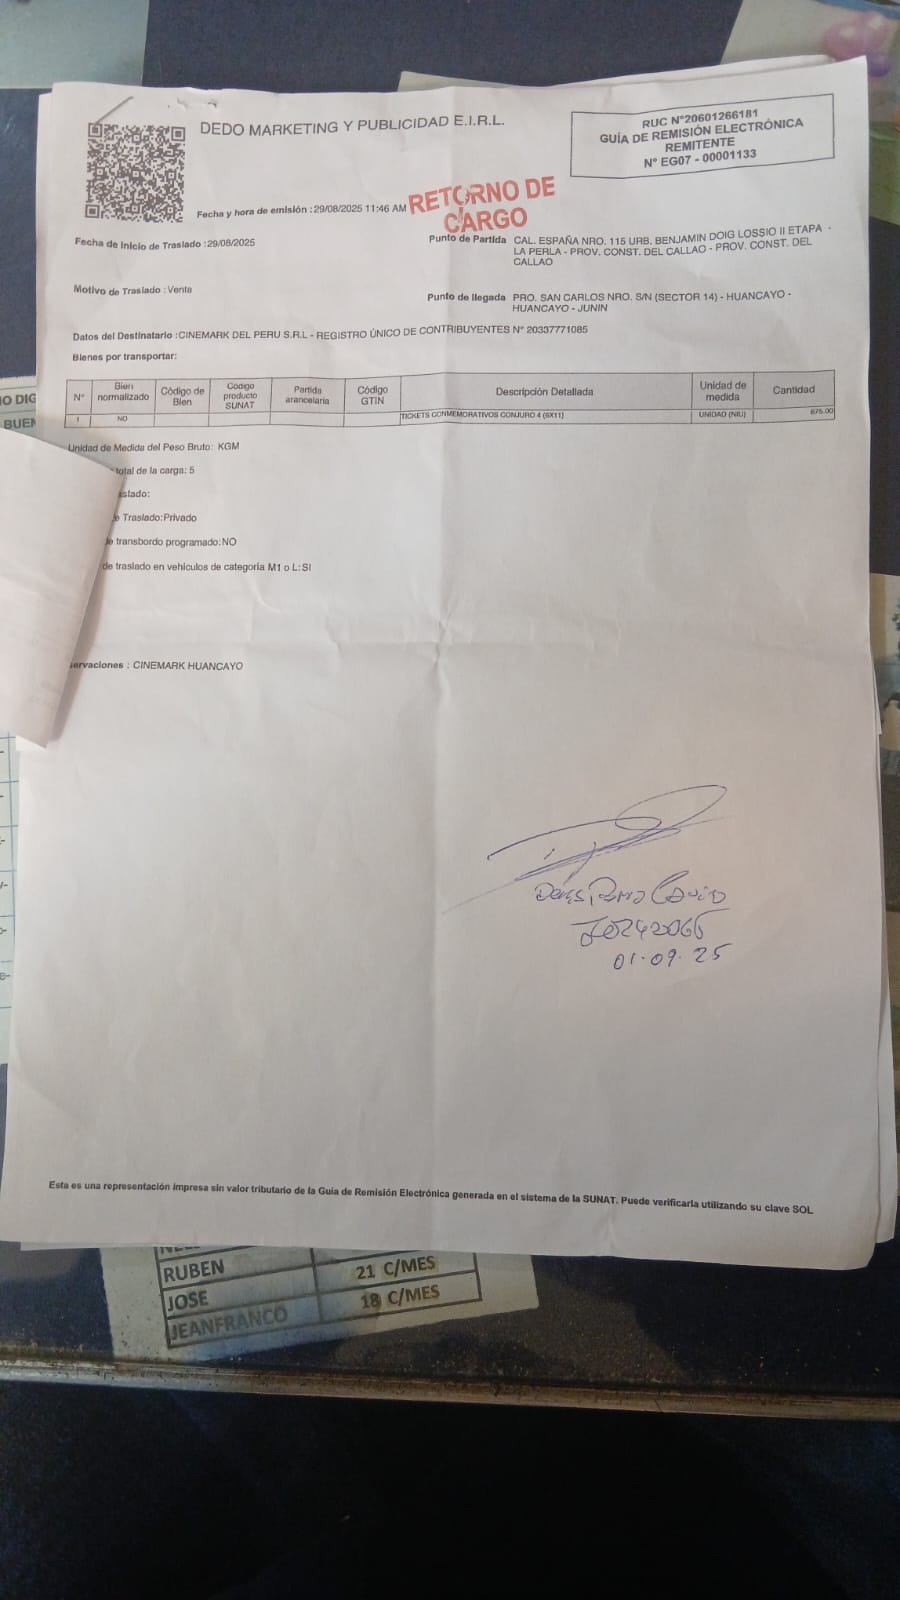 DEDO MARKETING Y PUBLICIDAD E.I.R.L.
RUC N°20601266181
GUÍA DE REMISIÓN ELECTRÓNICA
REMITENTE
N° EG07 - 00001133
Fecha y hora de emisión :29/08/2025 11:46 AM
RETORNO DE
CARGO
Fecha de Inicio de Traslado :29/08/2025
Punto de Partida CAL. ESPAÑA NRO. 115 URB. BENJAMIN DOIG LOSSIO II ETAPA -
LA PERLA - PROV. CONST. DEL CALLAO - PROV. CONST. DEL
CALLAO
Motivo de Traslado :Venta
Punto de llegada PRO. SAN CARLOS NRO. S/N (SECTOR 14) - HUANCAYO -
HUANCAYO - JUNIN
Datos del Destinatario :CINEMARK DEL PERU S.R.L - REGISTRO ÚNICO DE CONTRIBUYENTES N° 20337771085
Bienes por transportar:
N° Bien normalizado Código de Bien Código producto SUNAT Partida arancelaria Código GTIN Descripción Detallada Unidad de medida Cantidad
1 NO TICKETS CONMEMORATIVOS CONJURO 4 (6X11) UNIDAD (NIU) 675.00
Unidad de Medida del Peso Bruto: KGM
total de la carga: 5
slado:
e Traslado:Privado
de transbordo programado:NO
de traslado en vehículos de categoría M1 o L:SI
ervaciones : CINEMARK HUANCAYO
01.09.25
Esta es una representación impresa sin valor tributario de la Guía de Remisión Electrónica generada en el sistema de la SUNAT. Puede verificarla utilizando su clave SOL
RUBEN 21 C/MES
JOSE 18 C/MES
JEANFRANCO
O DIG
BUEN